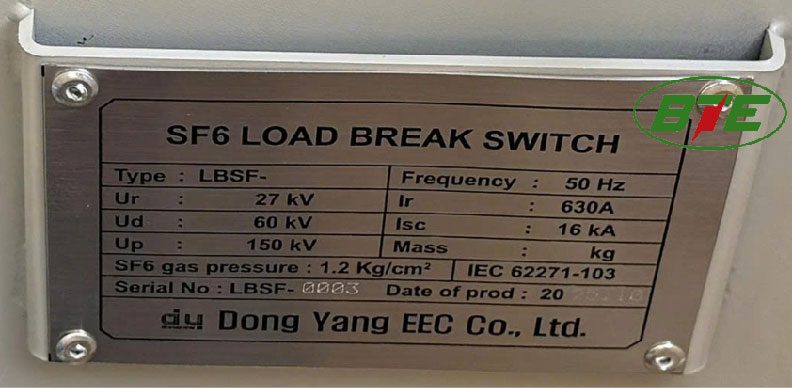 BTE
SF6 LOAD BREAK SWITCH
Type : LBSF- Frequency : 50 Hz
Ur : 27 kV Ir : 630A
Ud : 60 kV Isc : 16 kA
Up : 150 kV Mass : kg
SF6 gas pressure : 1.2 Kg/cm² IEC 62271-103
Serial No : LBSF- 0003 Date of prod : 20
dy Dong Yang EEC Co., Ltd.